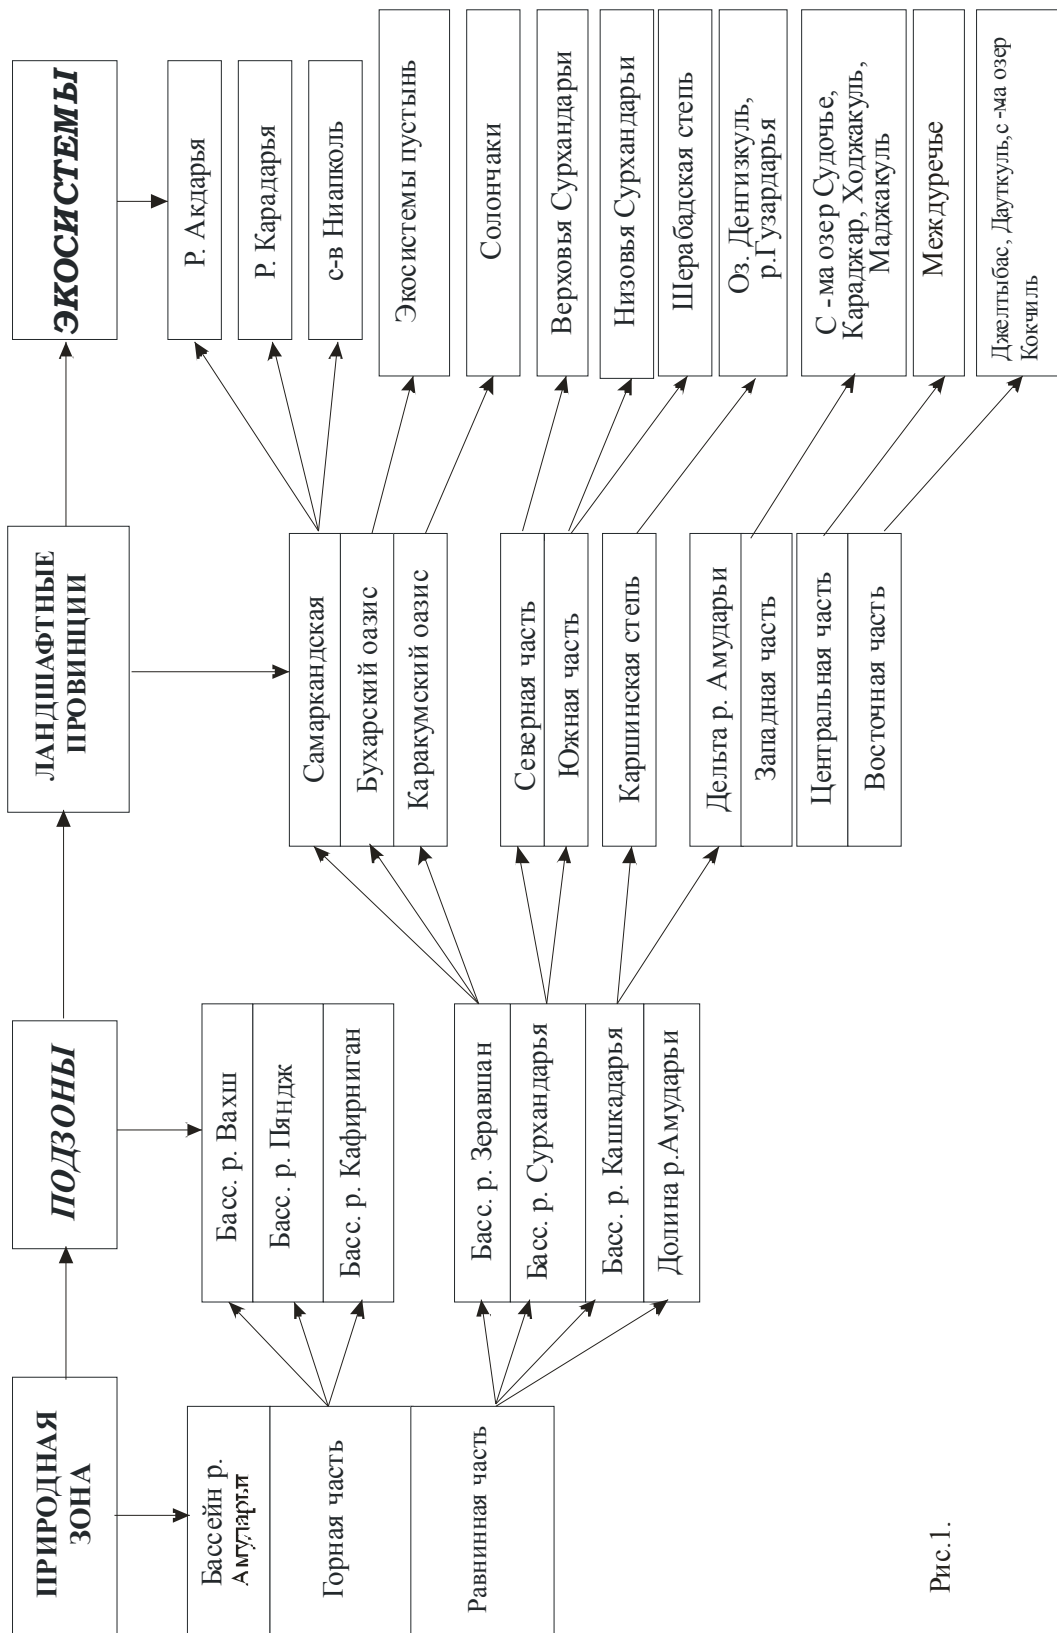 ПРИРОДНАЯ
ЗОНА
ПОДЗОНЫ
ЛАНДШАФТНЫЕ
ПРОВИНЦИИ
ЭКОСИСТЕМЫ
Бассейн р.
Амударьи
Горная часть
Равнинная часть
Басс. р. Вахш
Басс. р. Пяндж
Басс. р. Кафирниган
Басс. р. Зеравшан
Басс. р. Сурхандарья
Басс. р. Кашкадарья
Долина р.Амударьи
Самаркандская
Бухарский оазис
Каракумский оазис
Северная часть
Южная часть
Каршинская степь
Дельта р. Амударьи
Западная часть
Центральная часть
Восточная часть
Р. Акдарья
Р. Карадарья
с-в Ниапколь
Экосистемы пустынь
Солончаки
Верховья Сурхандарьи
Низовья Сурхандарьи
Шерабадская степь
Оз. Денгизкуль,
р.Гузардарья
С -ма озер Судочье,
Караджар, Ходжакуль,
Маджакуль
Междуречье
Джелтыбас, Дауткуль,с -ма озер
Кокчиль
Рис.1.